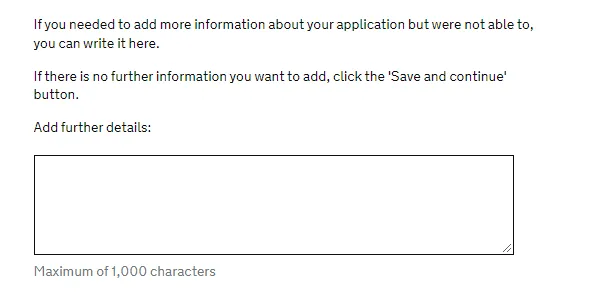 If you needed to add more information about your application but were not able to,
you can write it here.
If there is no further information you want to add, click the 'Save and continue'
button.
Add further details:
Maximum of 1,000 characters